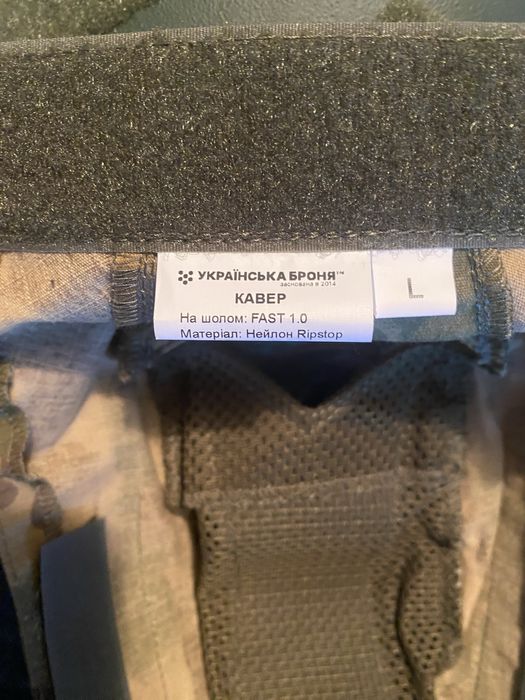 УКРАЇНСЬКА БРОНЯ™
заснована в 2014
КАВЕР
На шолом: FAST 1.0
Матеріал: Нейлон Ripstop
L